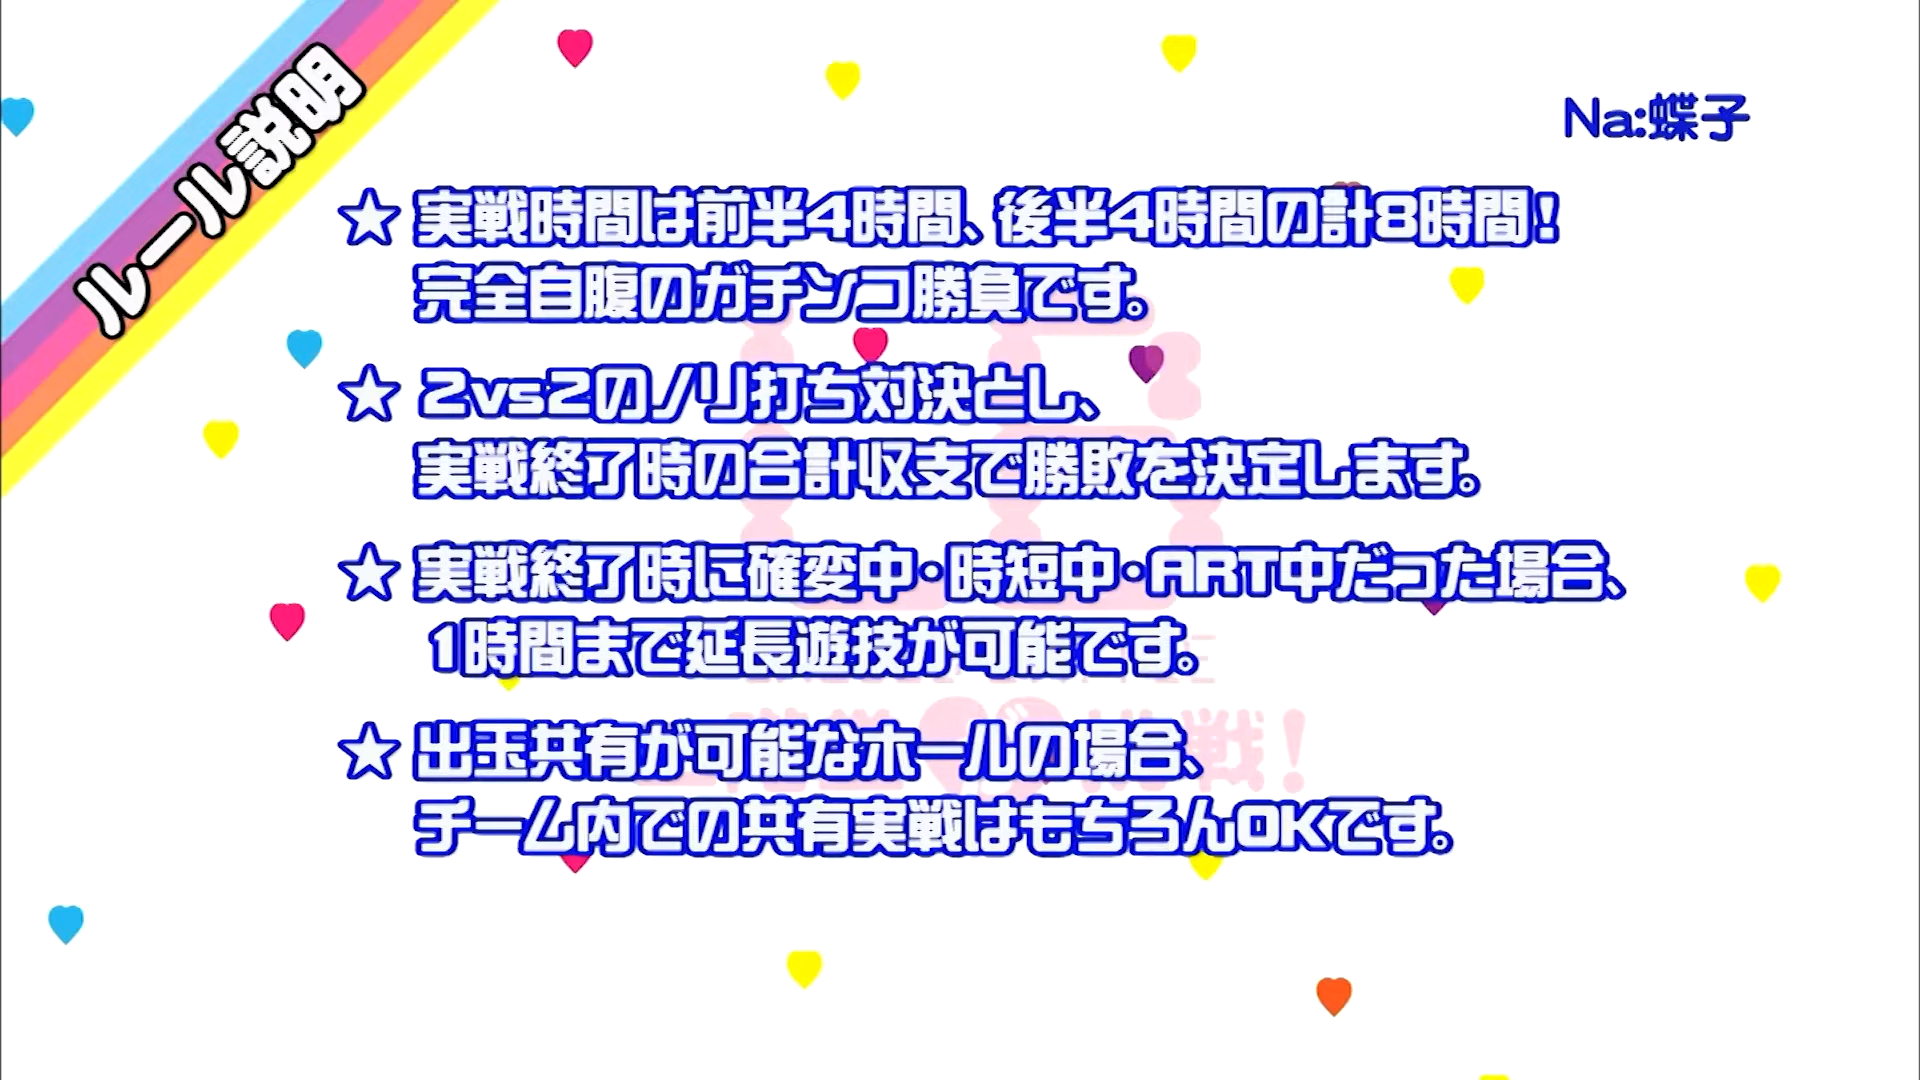 ルール説明
Na:蝶子
★ 実戦時間は前半4時間、後半4時間の計8時間!
完全自腹のガチンコ勝負です。
★ 2vs2のノリ打ち対決とし、
実戦終了時の合計収支で勝敗を決定します。
★ 実戦終了時に確変中・時短中・ART中だった場合、
1時間まで延長遊技が可能です。
★ 出玉共有が可能なホールの場合、
チーム内での共有実戦はもちろんOKです。